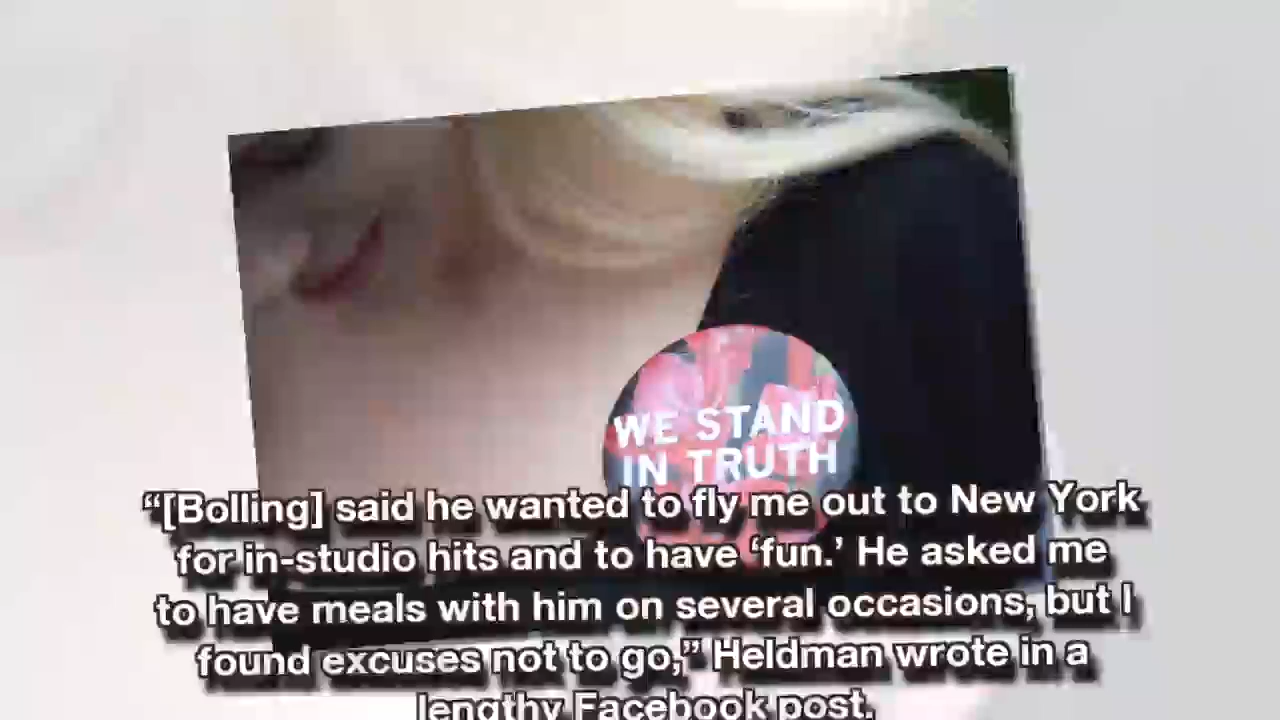 WE STAND
IN TRUTH
“[Bolling] said he wanted to fly me out to New York
for in-studio hits and to have ‘fun.’ He asked me
to have meals with him on several occasions, but I
found excuses not to go,” Heldman wrote in a
lengthy Facebook post.